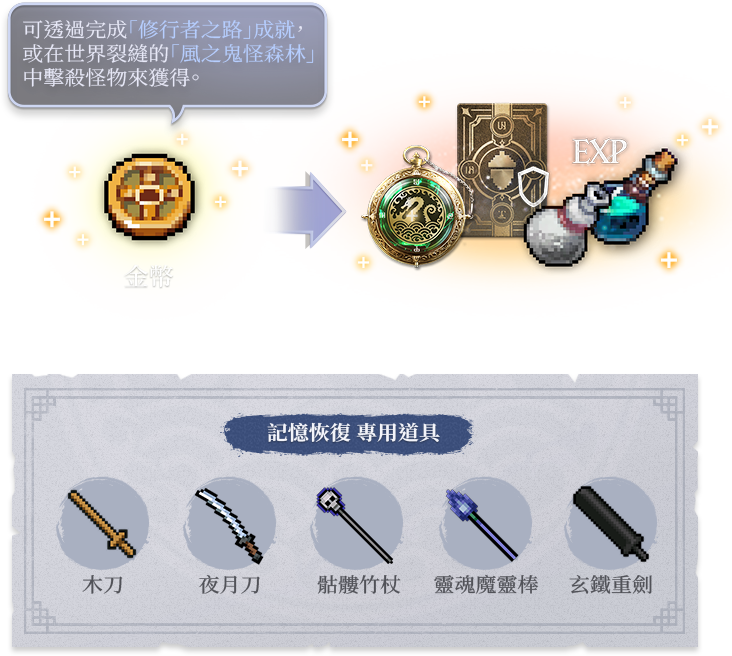 可透過完成「修行者之路」成就，
或在世界裂縫的「風之鬼怪森林」
中擊殺怪物來獲得。
EXP
金幣
記憶恢復 專用道具
木刀 夜月刀 骷髏竹杖 靈魂魔靈棒 玄鐵重劍